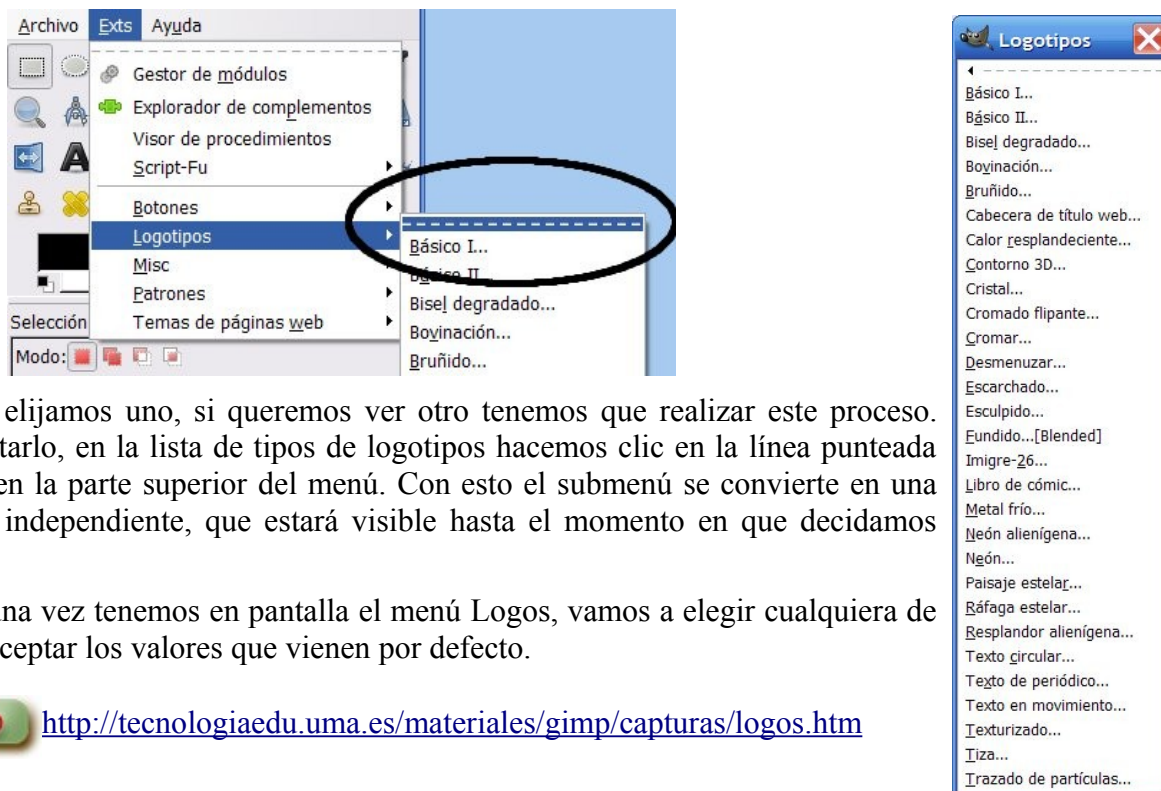 Archivo Exts Ayuda
Gestor de módulos
Explorador de complementos
Visor de procedimientos
Script-Fu
Botones
Logotipos
Misc
Patrones
Temas de páginas web
Selección
Modo:
Básico I...
Básico II...
Bisel degradado...
Bovinación...
Bruñido...
elijamos uno, si queremos ver otro tenemos que realizar este proceso.
tarlo, en la lista de tipos de logotipos hacemos clic en la línea punteada
en la parte superior del menú. Con esto el submenú se convierte en una
independiente, que estará visible hasta el momento en que decidamos
una vez tenemos en pantalla el menú Logos, vamos a elegir cualquiera de
ceptar los valores que vienen por defecto.
http://tecnologiaedu.uma.es/materiales/gimp/capturas/logos.htm
Logotipos
Básico I...
Básico II...
Bisel degradado...
Bovinación...
Bruñido...
Cabecera de título web...
Calor resplandeciente...
Contorno 3D...
Cristal...
Cromado flipante...
Cromar...
Desmenuzar...
Escarchado...
Esculpido...
Fundido...[Blended]
Imigre-26...
Libro de cómic...
Metal frío...
Neón alienígena...
Neón...
Paisaje estelar...
Ráfaga estelar...
Resplandor alienígena...
Texto circular...
Texto de periódico...
Texto en movimiento...
Texturizado...
Tiza...
Trazado de partículas...